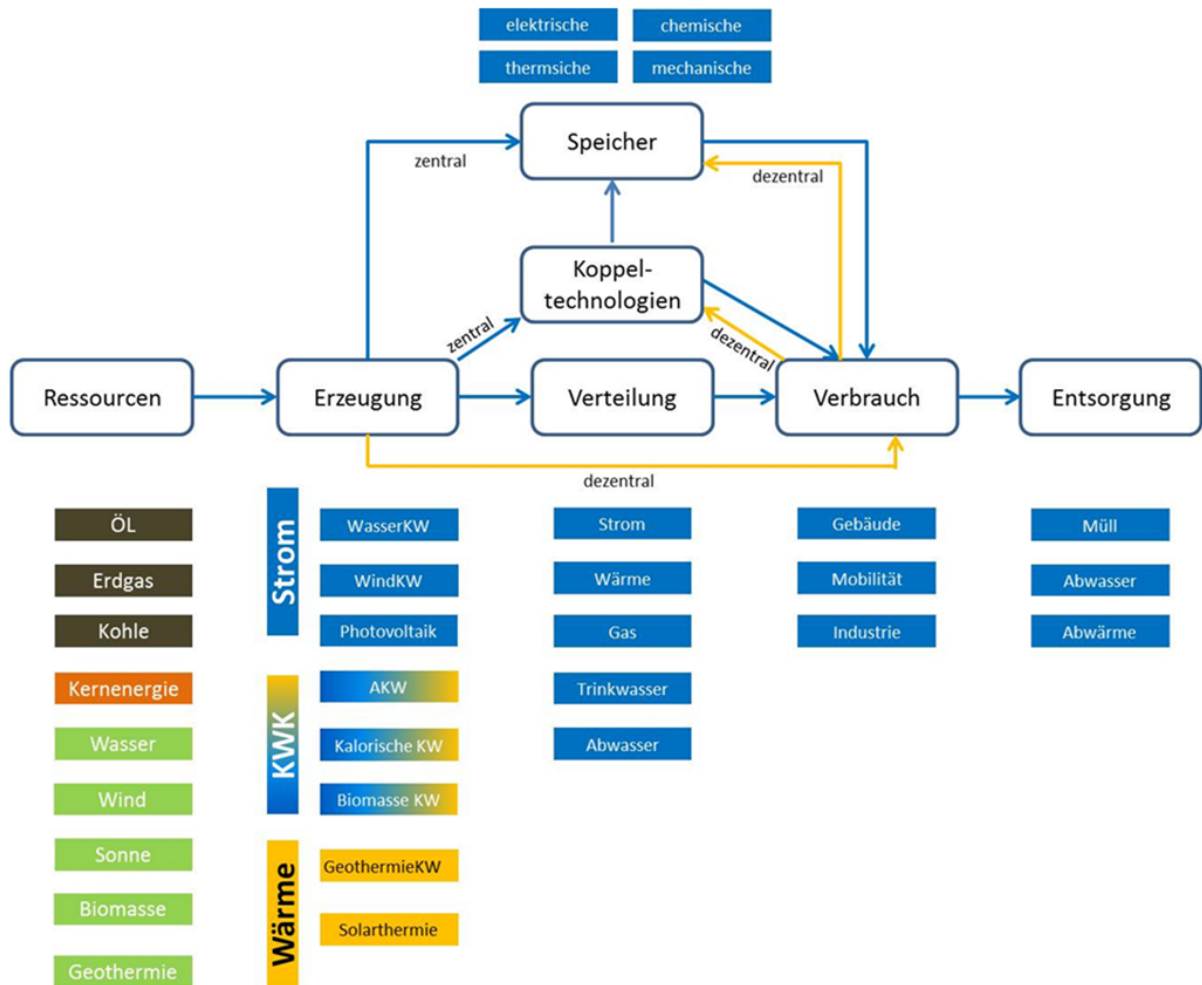 elektrische
chemische
thermsiche
mechanische
Speicher
zentral
dezentral
Koppel-
technologien
zentral
dezentral
Ressourcen
Erzeugung
Verteilung
Verbrauch
Entsorgung
dezentral
ÖL
Erdgas
Kohle
Kernenergie
Wasser
Wind
Sonne
Biomasse
Geothermie
Strom
WasserKW
WindKW
Photovoltaik
KWK
AKW
Kalorische KW
Biomasse KW
Wärme
GeothermieKW
Solarthermie
Strom
Wärme
Gas
Trinkwasser
Abwasser
Gebäude
Mobilität
Industrie
Müll
Abwasser
Abwärme